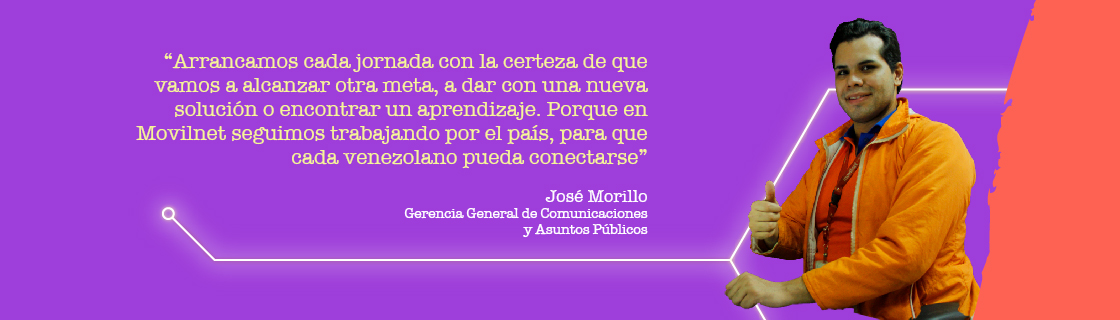 “Arrancamos cada jornada con la certeza de que
vamos a alcanzar otra meta, a dar con una nueva
solución o encontrar un aprendizaje. Porque en
Movilnet seguimos trabajando por el país, para que
cada venezolano pueda conectarse”
José Morillo
Gerencia General de Comunicaciones
y Asuntos Públicos